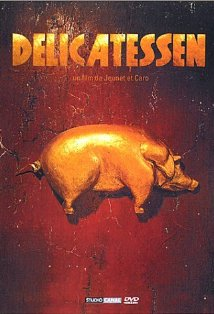 DELICATESSEN
un film de Jeunet et Caro
STUDIO CANAL DVD